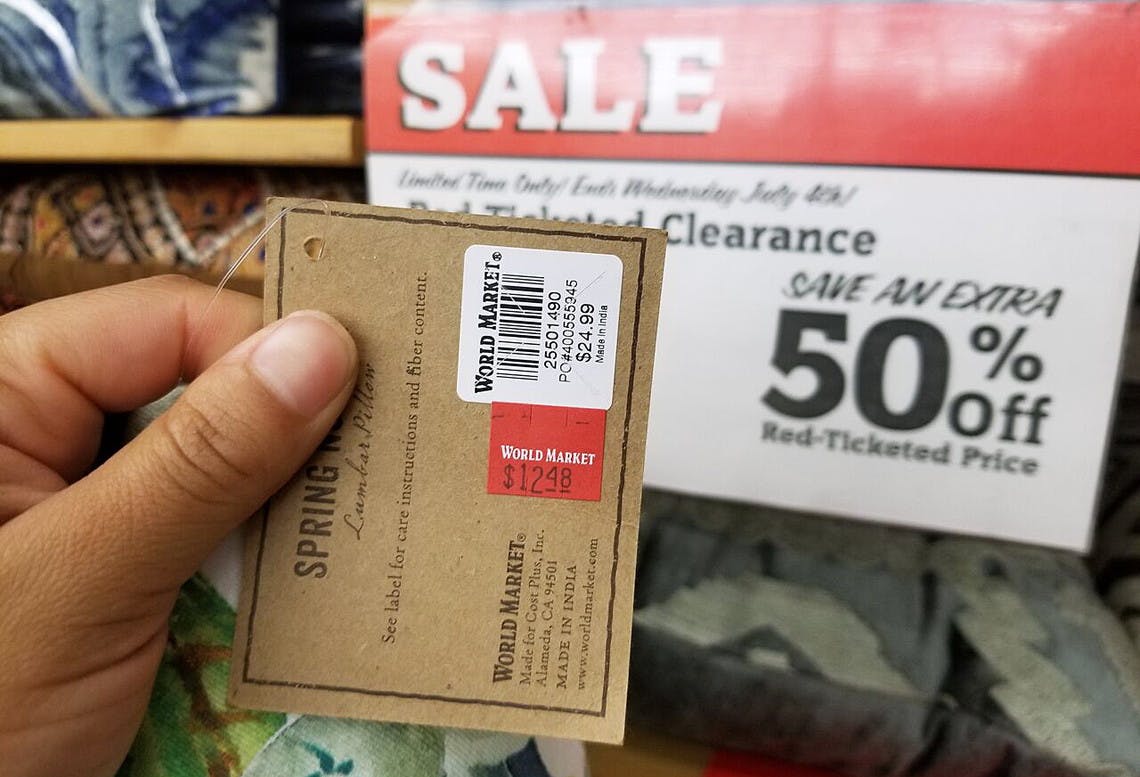 SALE
Limited Time Only! Ends Wednesday July 4th!
Red-Ticketed Clearance
SAVE AN EXTRA
50% Off
Red-Ticketed Price
SPRING
Lumbar Pillow
See label for care instructions and fiber content.
WORLD MARKET®
25501490
PO#400555945
$24.99
Made in India
WORLD MARKET
$12.48
WORLD MARKET®
Made for Cost Plus, Inc.
Alameda, CA 94501
MADE IN INDIA
www.worldmarket.com